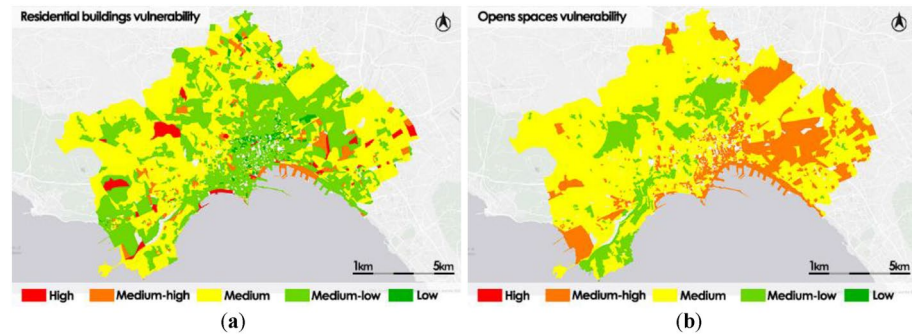 Residential buildings vulnerability
Opens spaces vulnerability
1km 5km
1km 5km
High Medium-high Medium Medium-low Low
High Medium-high Medium Medium-low Low
(a)
(b)